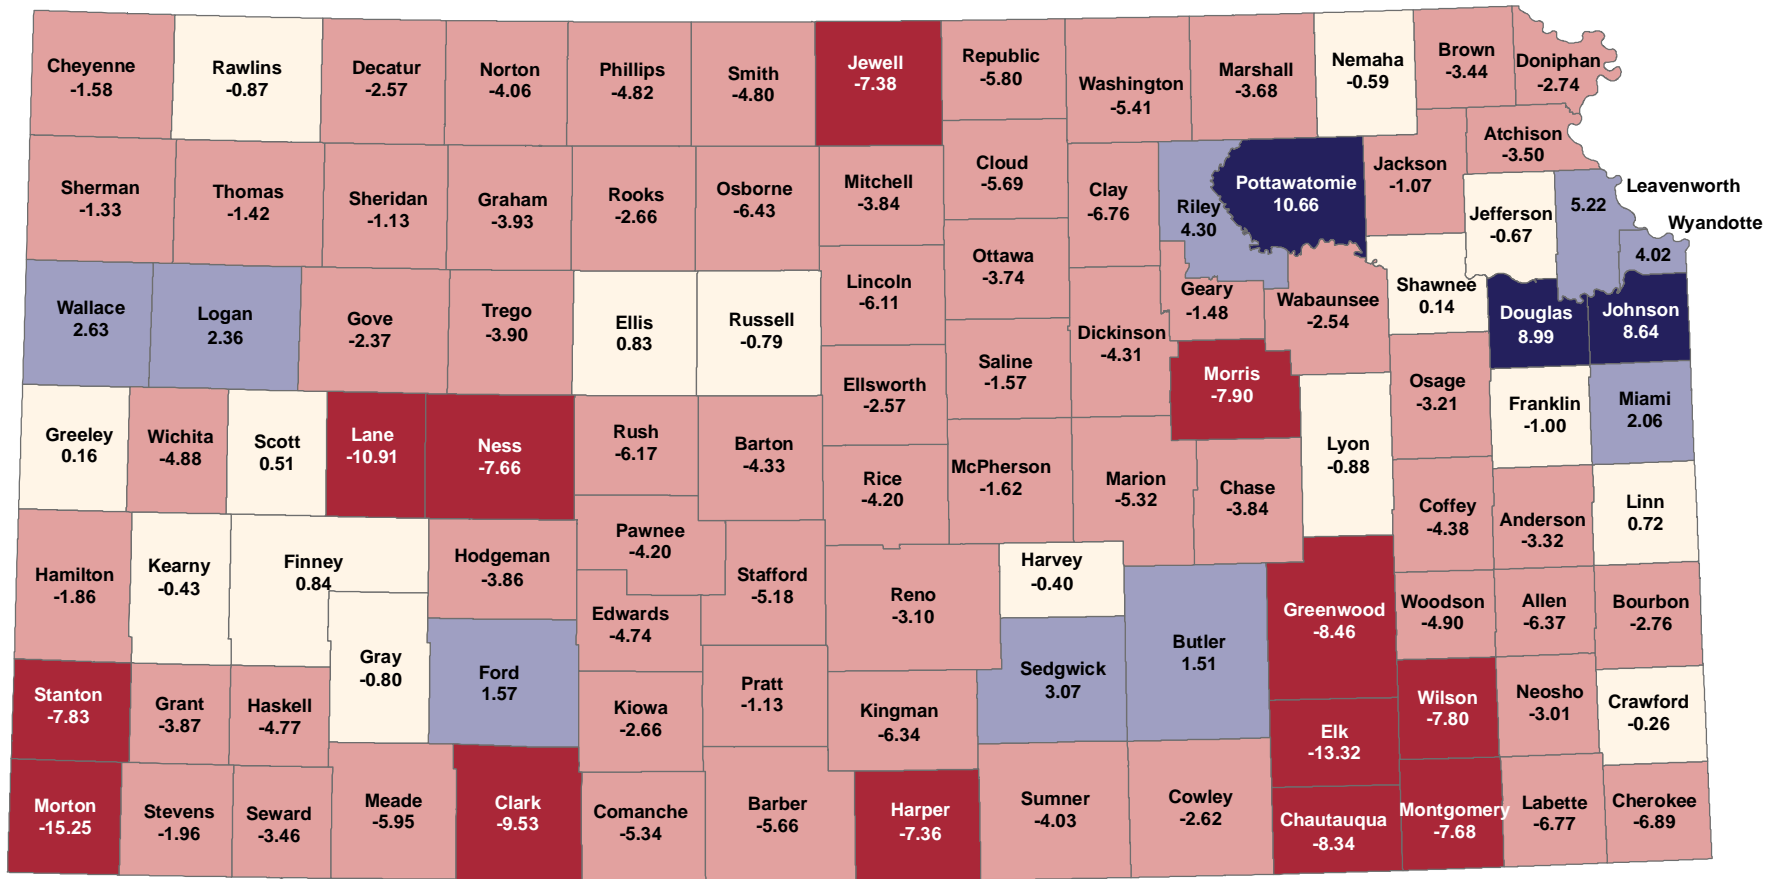 Cheyenne
-1.58
Rawlins
-0.87
Decatur
-2.57
Norton
-4.06
Phillips
-4.82
Smith
-4.80
Jewell
-7.38
Republic
-5.80
Washington
-5.41
Marshall
-3.68
Nemaha
-0.59
Brown
-3.44
Doniphan
-2.74
Sherman
-1.33
Thomas
-1.42
Sheridan
-1.13
Graham
-3.93
Rooks
-2.66
Osborne
-6.43
Mitchell
-3.84
Cloud
-5.69
Clay
-6.76
Riley
4.30
Pottawatomie
10.66
Jackson
-1.07
Atchison
-3.50
Jefferson
-0.67
Leavenworth
5.22
Wyandotte
4.02
Wallace
2.63
Logan
2.36
Gove
-2.37
Trego
-3.90
Ellis
0.83
Russell
-0.79
Lincoln
-6.11
Ottawa
-3.74
Dickinson
-4.31
Geary
-1.48
Wabaunsee
-2.54
Shawnee
0.14
Douglas
8.99
Johnson
8.64
Ellsworth
-2.57
Saline
-1.57
Morris
-7.90
Osage
-3.21
Franklin
-1.00
Miami
2.06
Greeley
0.16
Wichita
-4.88
Scott
0.51
Lane
-10.91
Ness
-7.66
Rush
-6.17
Barton
-4.33
Rice
-4.20
McPherson
-1.62
Marion
-5.32
Chase
-3.84
Lyon
-0.88
Coffey
-4.38
Anderson
-3.32
Linn
0.72
Hamilton
-1.86
Kearny
-0.43
Finney
0.84
Hodgeman
-3.86
Pawnee
-4.20
Stafford
-5.18
Edwards
-4.74
Reno
-3.10
Harvey
-0.40
Butler
1.51
Greenwood
-8.46
Woodson
-4.90
Allen
-6.37
Bourbon
-2.76
Gray
-0.80
Ford
1.57
Sedgwick
3.07
Stanton
-7.83
Grant
-3.87
Haskell
-4.77
Kiowa
-2.66
Pratt
-1.13
Kingman
-6.34
Elk
-13.32
Wilson
-7.80
Neosho
-3.01
Crawford
-0.26
Morton
-15.25
Stevens
-1.96
Seward
-3.46
Meade
-5.95
Clark
-9.53
Comanche
-5.34
Barber
-5.66
Harper
-7.36
Sumner
-4.03
Cowley
-2.62
Chautauqua
-8.34
Montgomery
-7.68
Labette
-6.77
Cherokee
-6.89